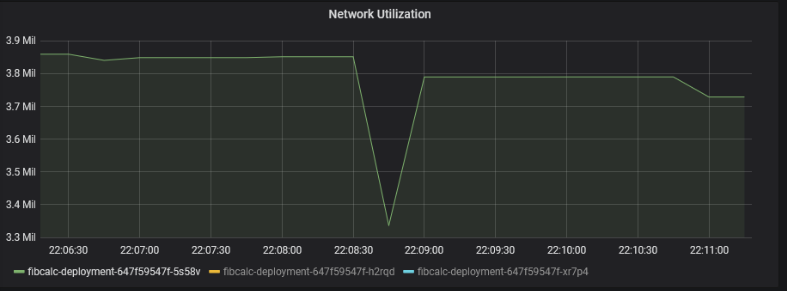 Network Utilization
3.9 Mil
3.8 Mil
3.7 Mil
3.6 Mil
3.5 Mil
3.4 Mil
3.3 Mil
22:06:30 22:07:00 22:07:30 22:08:00 22:08:30 22:09:00 22:09:30 22:10:00 22:10:30 22:11:00
fibcalc-deployment-647f59547f-5s58v fibcalc-deployment-647f59547f-h2rqd fibcalc-deployment-647f59547f-xr7p4